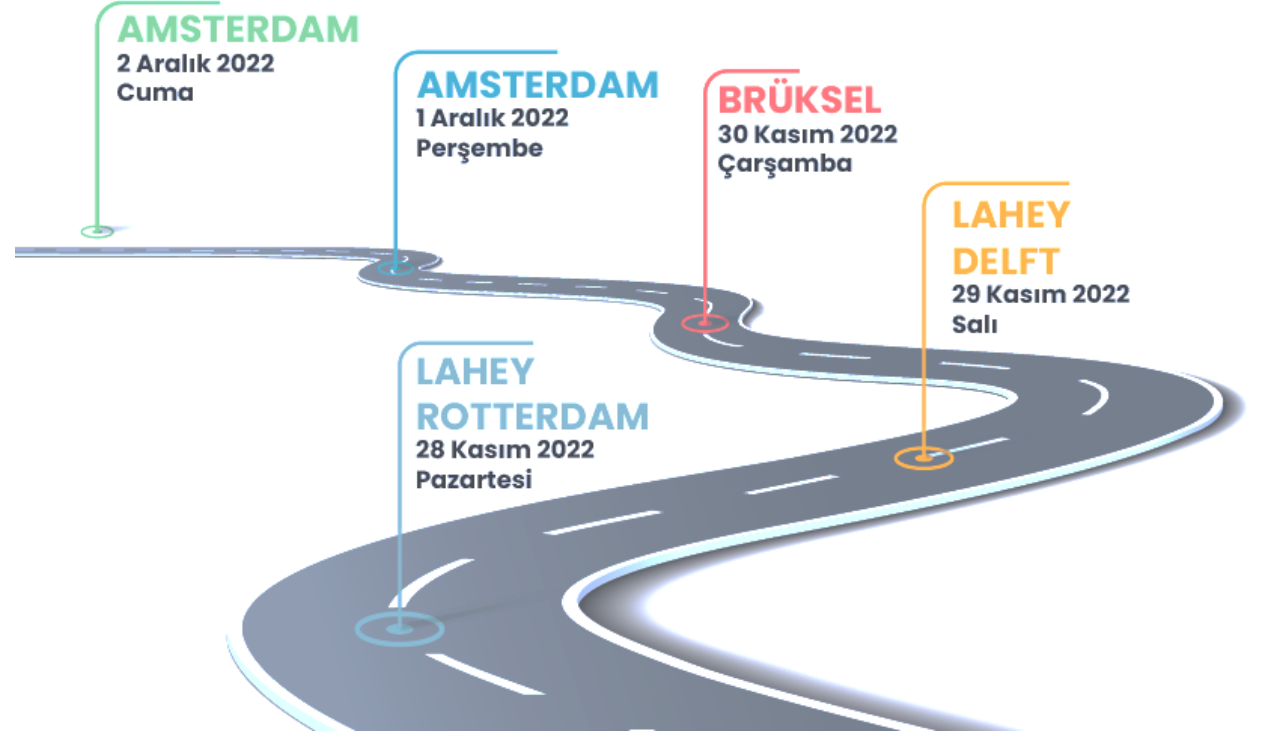 AMSTERDAM
2 Aralık 2022
Cuma
AMSTERDAM
1 Aralık 2022
Perşembe
BRÜKSEL
30 Kasım 2022
Çarşamba
LAHEY
DELFT
29 Kasım 2022
Salı
LAHEY
ROTTERDAM
28 Kasım 2022
Pazartesi